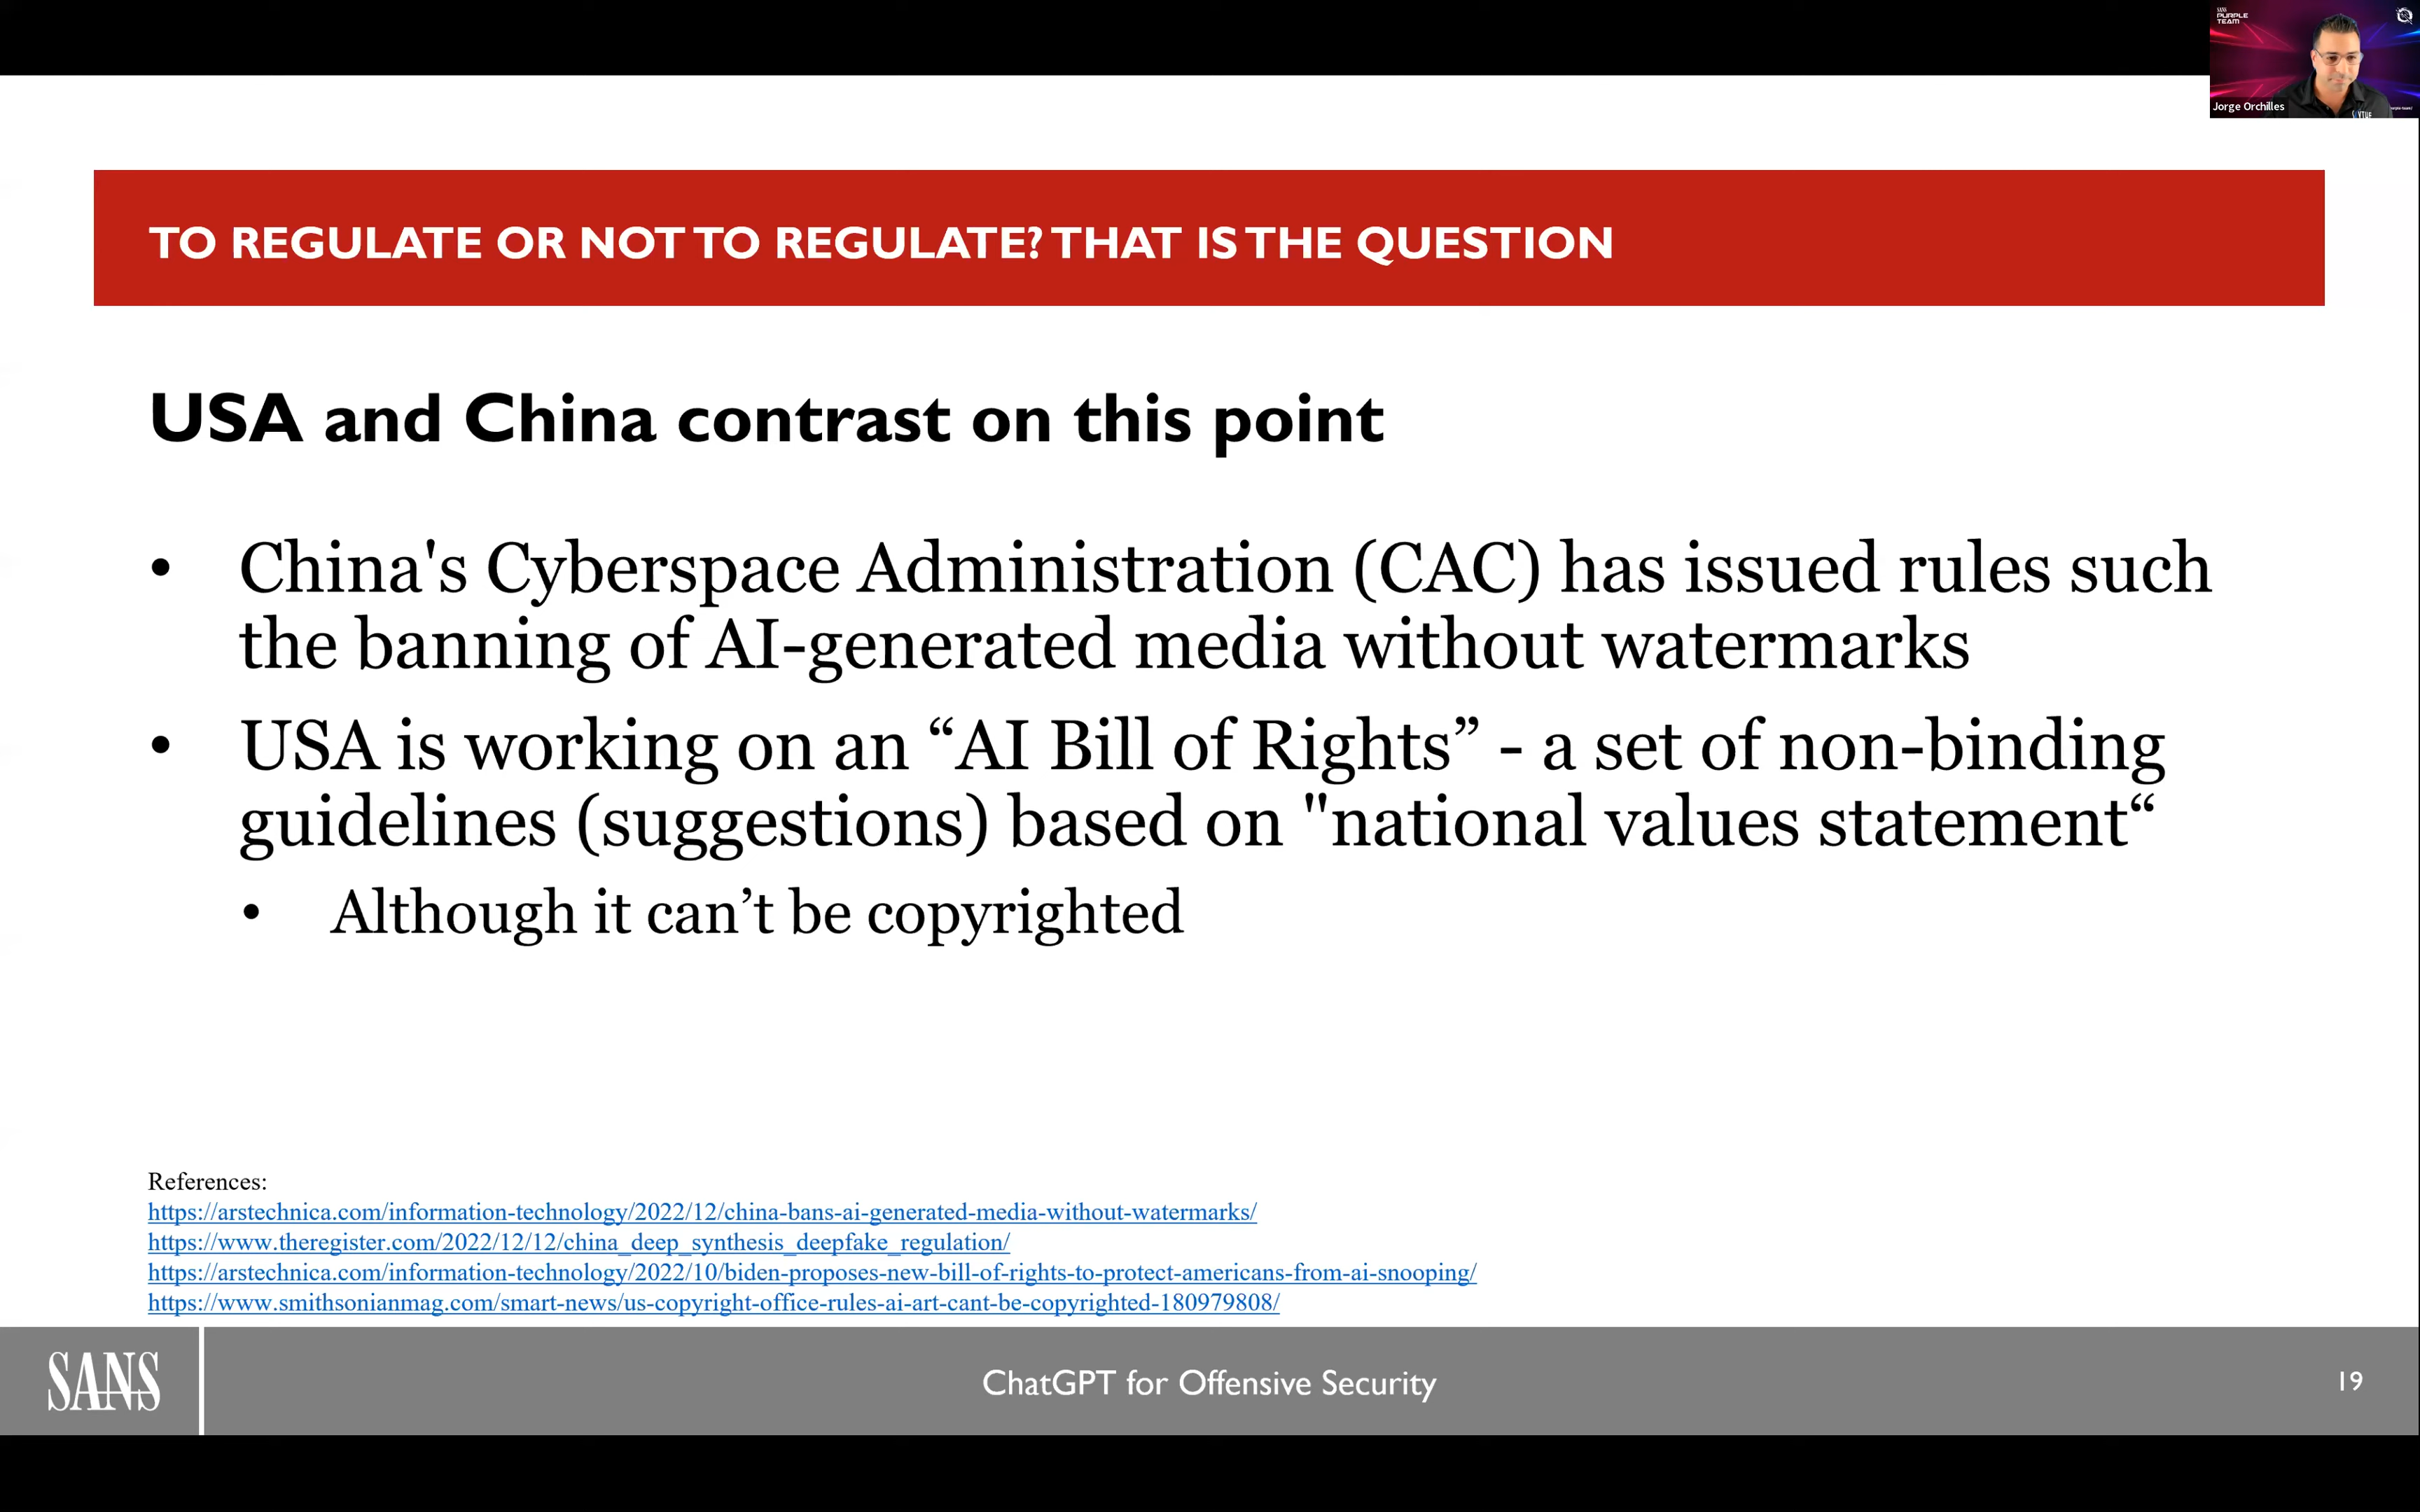 SANS
PURPLE
TEAM
Jorge Orchilles
TO REGULATE OR NOT TO REGULATE? THAT IS THE QUESTION
USA and China contrast on this point
• China's Cyberspace Administration (CAC) has issued rules such
the banning of AI-generated media without watermarks
• USA is working on an “AI Bill of Rights” - a set of non-binding
guidelines (suggestions) based on "national values statement“
• Although it can’t be copyrighted
References:
https://arstechnica.com/information-technology/2022/12/china-bans-ai-generated-media-without-watermarks/
https://www.theregister.com/2022/12/12/china_deep_synthesis_deepfake_regulation/
https://arstechnica.com/information-technology/2022/10/biden-proposes-new-bill-of-rights-to-protect-americans-from-ai-snooping/
https://www.smithsonianmag.com/smart-news/us-copyright-office-rules-ai-art-cant-be-copyrighted-180979808/
SANS
ChatGPT for Offensive Security
19